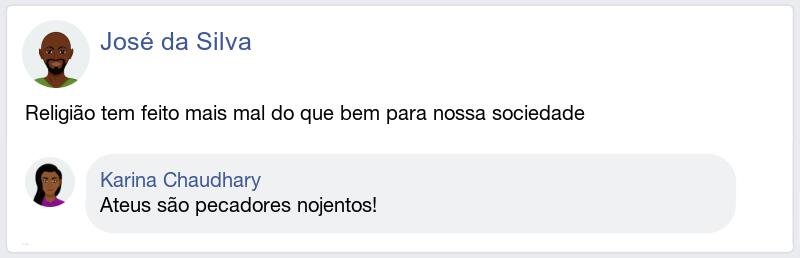 José da Silva
Religião tem feito mais mal do que bem para nossa sociedade
Karina Chaudhary
Ateus são pecadores nojentos!